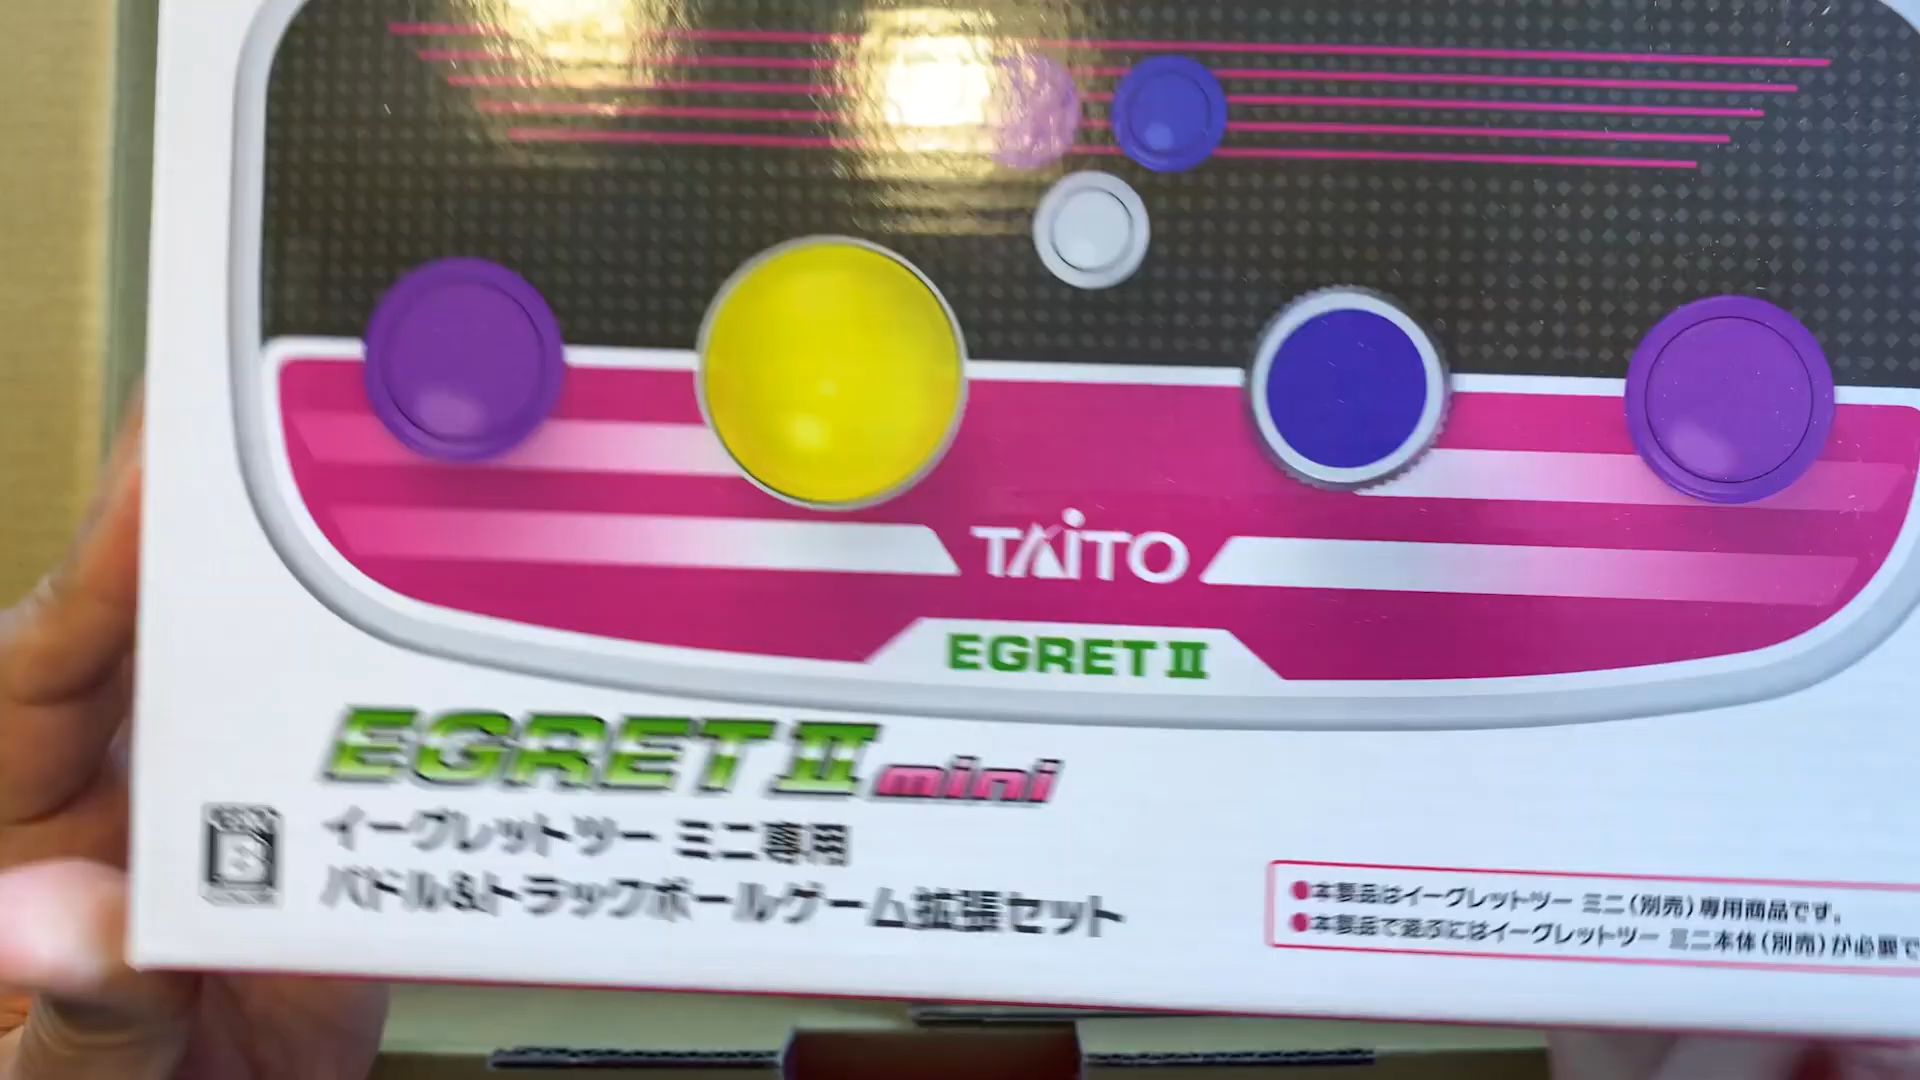 TAITO
EGRET II
EGRET II mini
イーグレットツー ミニ専用
パドル&トラックボールゲーム拡張セット
●本製品はイーグレットツー ミニ(別売)専用商品です。
●本製品で遊ぶにはイーグレットツー ミニ本体(別売)が必要で
B